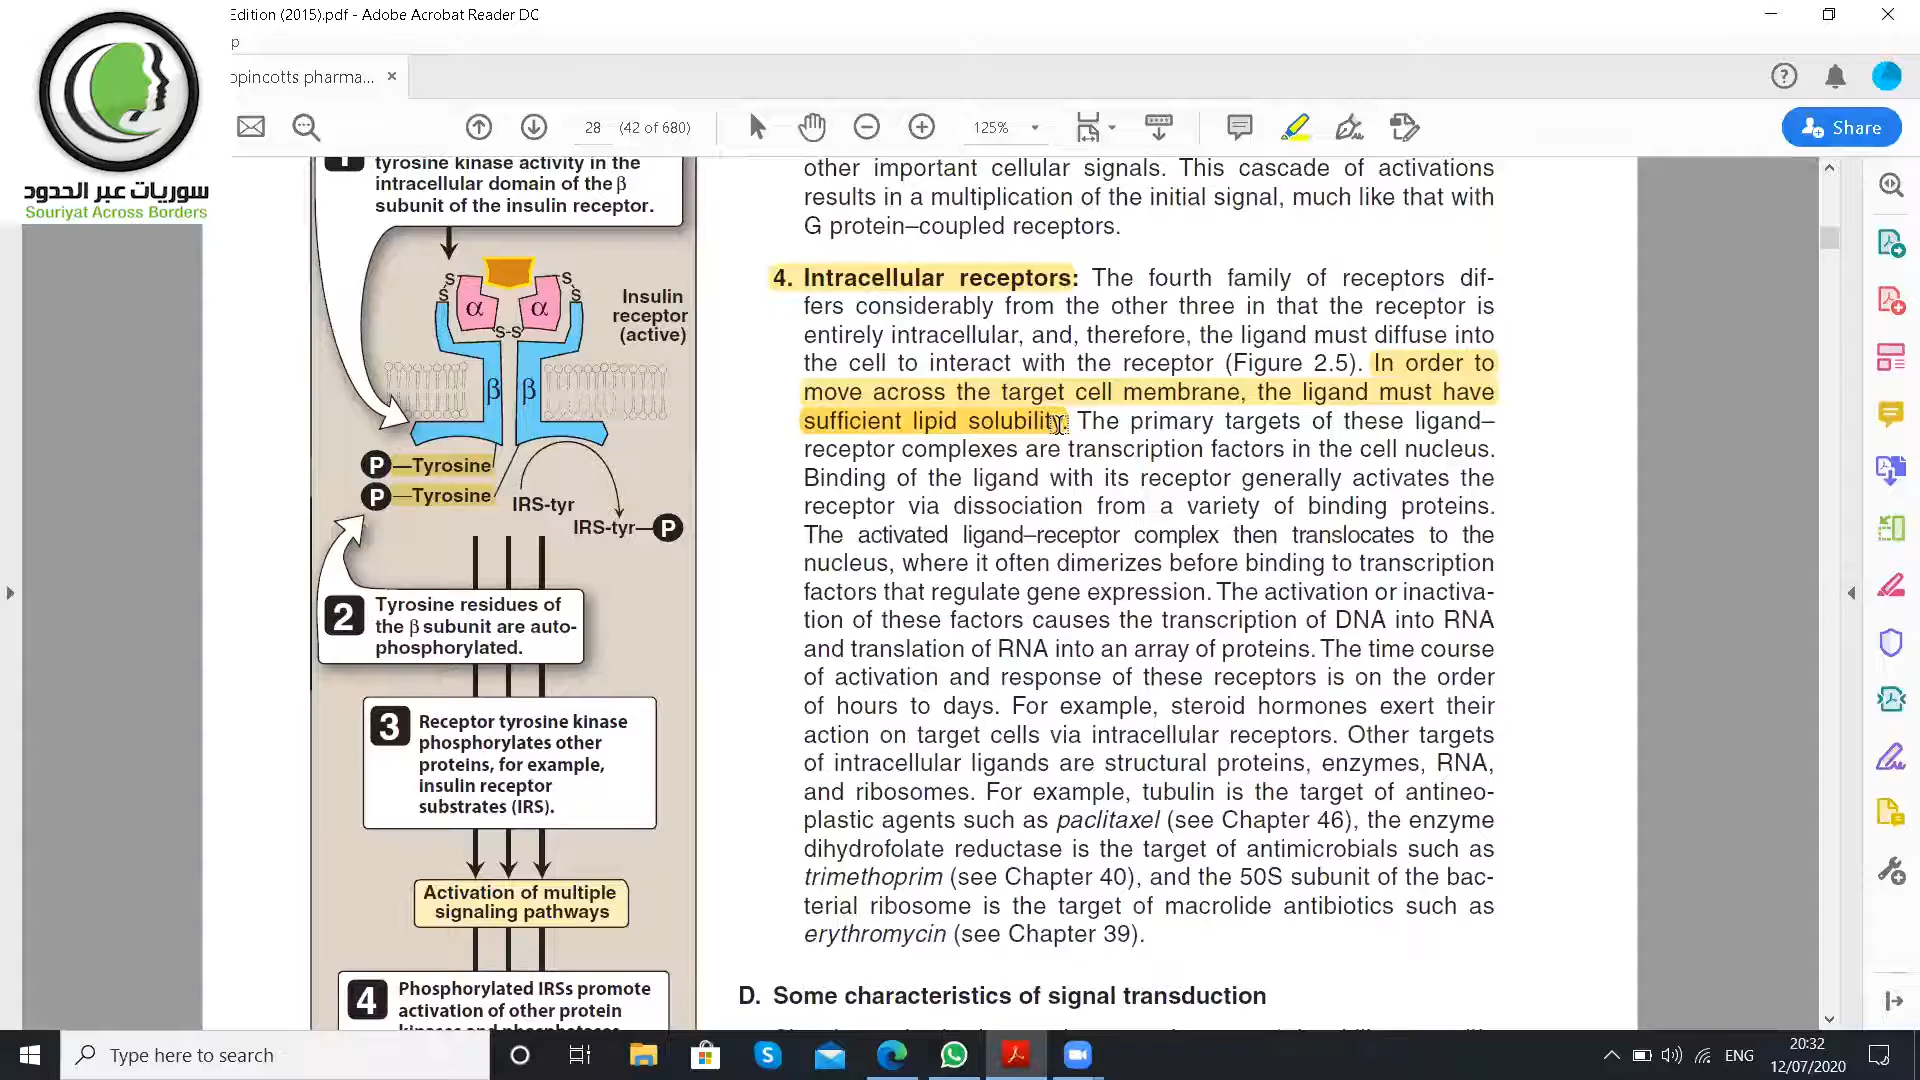 Edition (2015).pdf - Adobe Acrobat Reader DC
p
opincotts pharma...
28 (42 of 680)
125%
Share
سوريات عبر الحدود
Souriyat Across Borders
1
tyrosine kinase activity in the
intracellular domain of the β
subunit of the insulin receptor.
S
S
S
S
α
α
S-S
Insulin
receptor
(active)
β
β
P—Tyrosine
P—Tyrosine
IRS-tyr
IRS-tyr—P
2
Tyrosine residues of
the β subunit are auto-
phosphorylated.
3
Receptor tyrosine kinase
phosphorylates other
proteins, for example,
insulin receptor
substrates (IRS).
Activation of multiple
signaling pathways
4
Phosphorylated IRSs promote
activation of other protein
kinases and phosphatases
other important cellular signals. This cascade of activations
results in a multiplication of the initial signal, much like that with
G protein–coupled receptors.
4. Intracellular receptors: The fourth family of receptors dif-
fers considerably from the other three in that the receptor is
entirely intracellular, and, therefore, the ligand must diffuse into
the cell to interact with the receptor (Figure 2.5). In order to
move across the target cell membrane, the ligand must have
sufficient lipid solubility. The primary targets of these ligand–
receptor complexes are transcription factors in the cell nucleus.
Binding of the ligand with its receptor generally activates the
receptor via dissociation from a variety of binding proteins.
The activated ligand–receptor complex then translocates to the
nucleus, where it often dimerizes before binding to transcription
factors that regulate gene expression. The activation or inactiva-
tion of these factors causes the transcription of DNA into RNA
and translation of RNA into an array of proteins. The time course
of activation and response of these receptors is on the order
of hours to days. For example, steroid hormones exert their
action on target cells via intracellular receptors. Other targets
of intracellular ligands are structural proteins, enzymes, RNA,
and ribosomes. For example, tubulin is the target of antineo-
plastic agents such as paclitaxel (see Chapter 46), the enzyme
dihydrofolate reductase is the target of antimicrobials such as
trimethoprim (see Chapter 40), and the 50S subunit of the bac-
terial ribosome is the target of macrolide antibiotics such as
erythromycin (see Chapter 39).
D. Some characteristics of signal transduction
Type here to search
ENG
20:32
12/07/2020